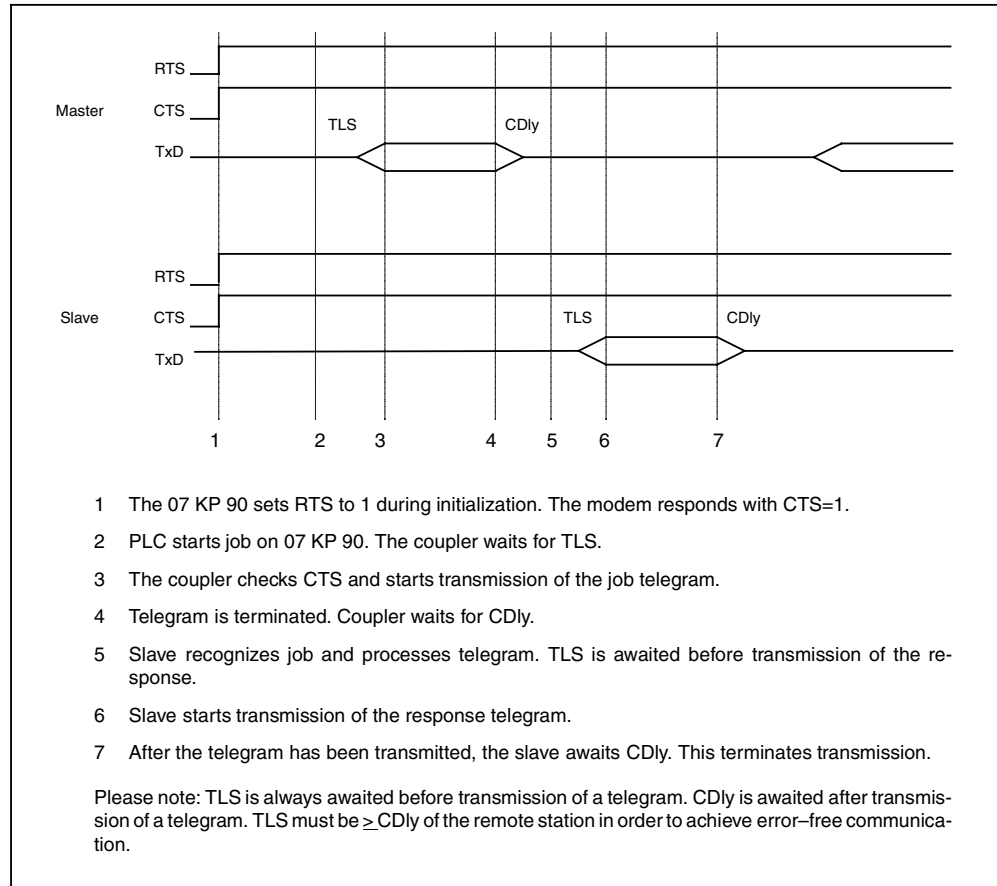 RTS
Master CTS
TLS CDly
TxD
RTS
Slave CTS
TLS CDly
TxD
1 2 3 4 5 6 7
1 The 07 KP 90 sets RTS to 1 during initialization. The modem responds with CTS=1.
2 PLC starts job on 07 KP 90. The coupler waits for TLS.
3 The coupler checks CTS and starts transmission of the job telegram.
4 Telegram is terminated. Coupler waits for CDly.
5 Slave recognizes job and processes telegram. TLS is awaited before transmission of the re-
sponse.
6 Slave starts transmission of the response telegram.
7 After the telegram has been transmitted, the slave awaits CDly. This terminates transmission.
Please note: TLS is always awaited before transmission of a telegram. CDly is awaited after transmis-
sion of a telegram. TLS must be ≥ CDly of the remote station in order to achieve error–free communica-
tion.